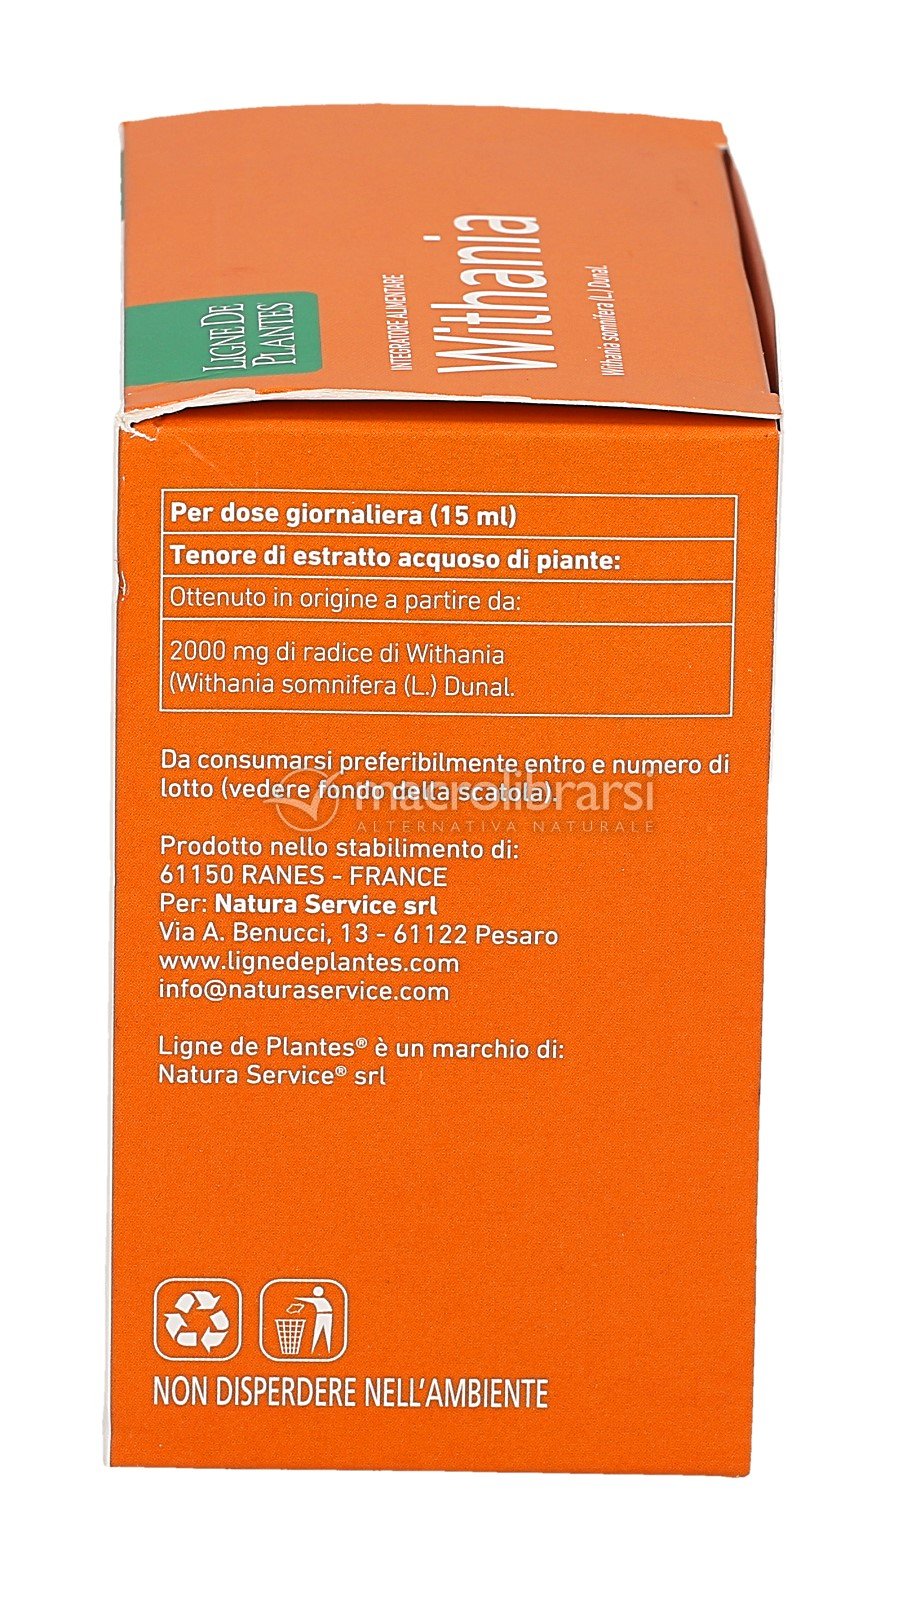 LIGNE DE
PLANTES
INTEGRATORE ALIMENTARE
Withania
Withania somnifera (L.) Dunal.
Per dose giornaliera (15 ml)
Tenore di estratto acquoso di piante:
Ottenuto in origine a partire da:
2000 mg di radice di Withania
(Withania somnifera (L.) Dunal.
Da consumarsi preferibilmente entro e numero di
lotto (vedere fondo della scatola).
macrolibrarsi
ALTERNATIVA NATURALE
Prodotto nello stabilimento di:
61150 RANES - FRANCE
Per: Natura Service srl
Via A. Benucci, 13 - 61122 Pesaro
www.lignedeplantes.com
info@naturaservice.com
Ligne de Plantes® è un marchio di:
Natura Service® srl
NON DISPERDERE NELL'AMBIENTE